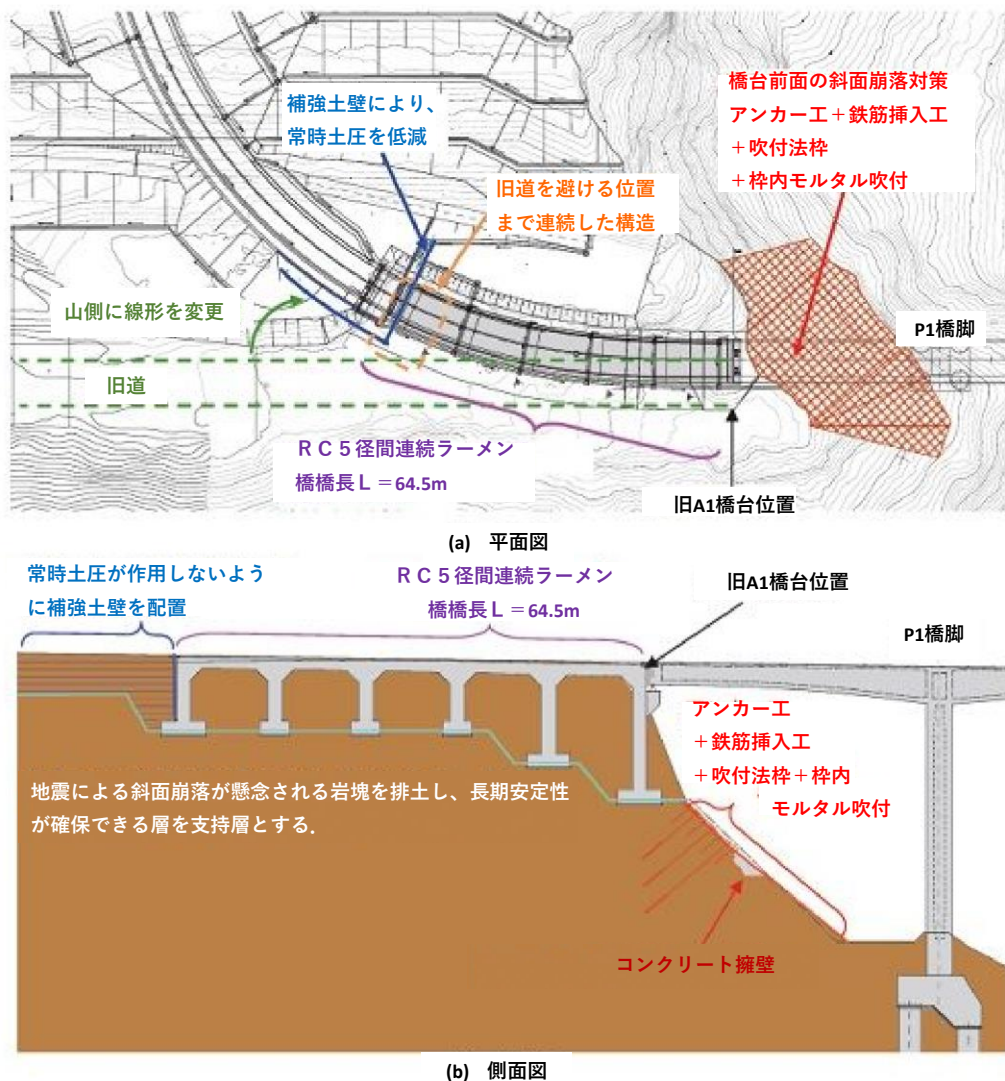 補強土壁により、
常時土圧を低減
橋台前面の斜面崩落対策
アンカー工＋鉄筋挿入工
＋吹付法枠
＋枠内モルタル吹付
旧道を避ける位置
まで連続した構造
山側に線形を変更
P1橋脚
旧道
ＲＣ５径間連続ラーメン
橋橋長Ｌ＝64.5m
旧A1橋台位置
(a) 平面図
常時土圧が作用しないよう
に補強土壁を配置
ＲＣ５径間連続ラーメン
橋橋長Ｌ＝64.5m
旧A1橋台位置
P1橋脚
アンカー工
＋鉄筋挿入工
＋吹付法枠＋枠内
モルタル吹付
地震による斜面崩落が懸念される岩塊を排土し、長期安定性
が確保できる層を支持層とする.
コンクリート擁壁
(b) 側面図